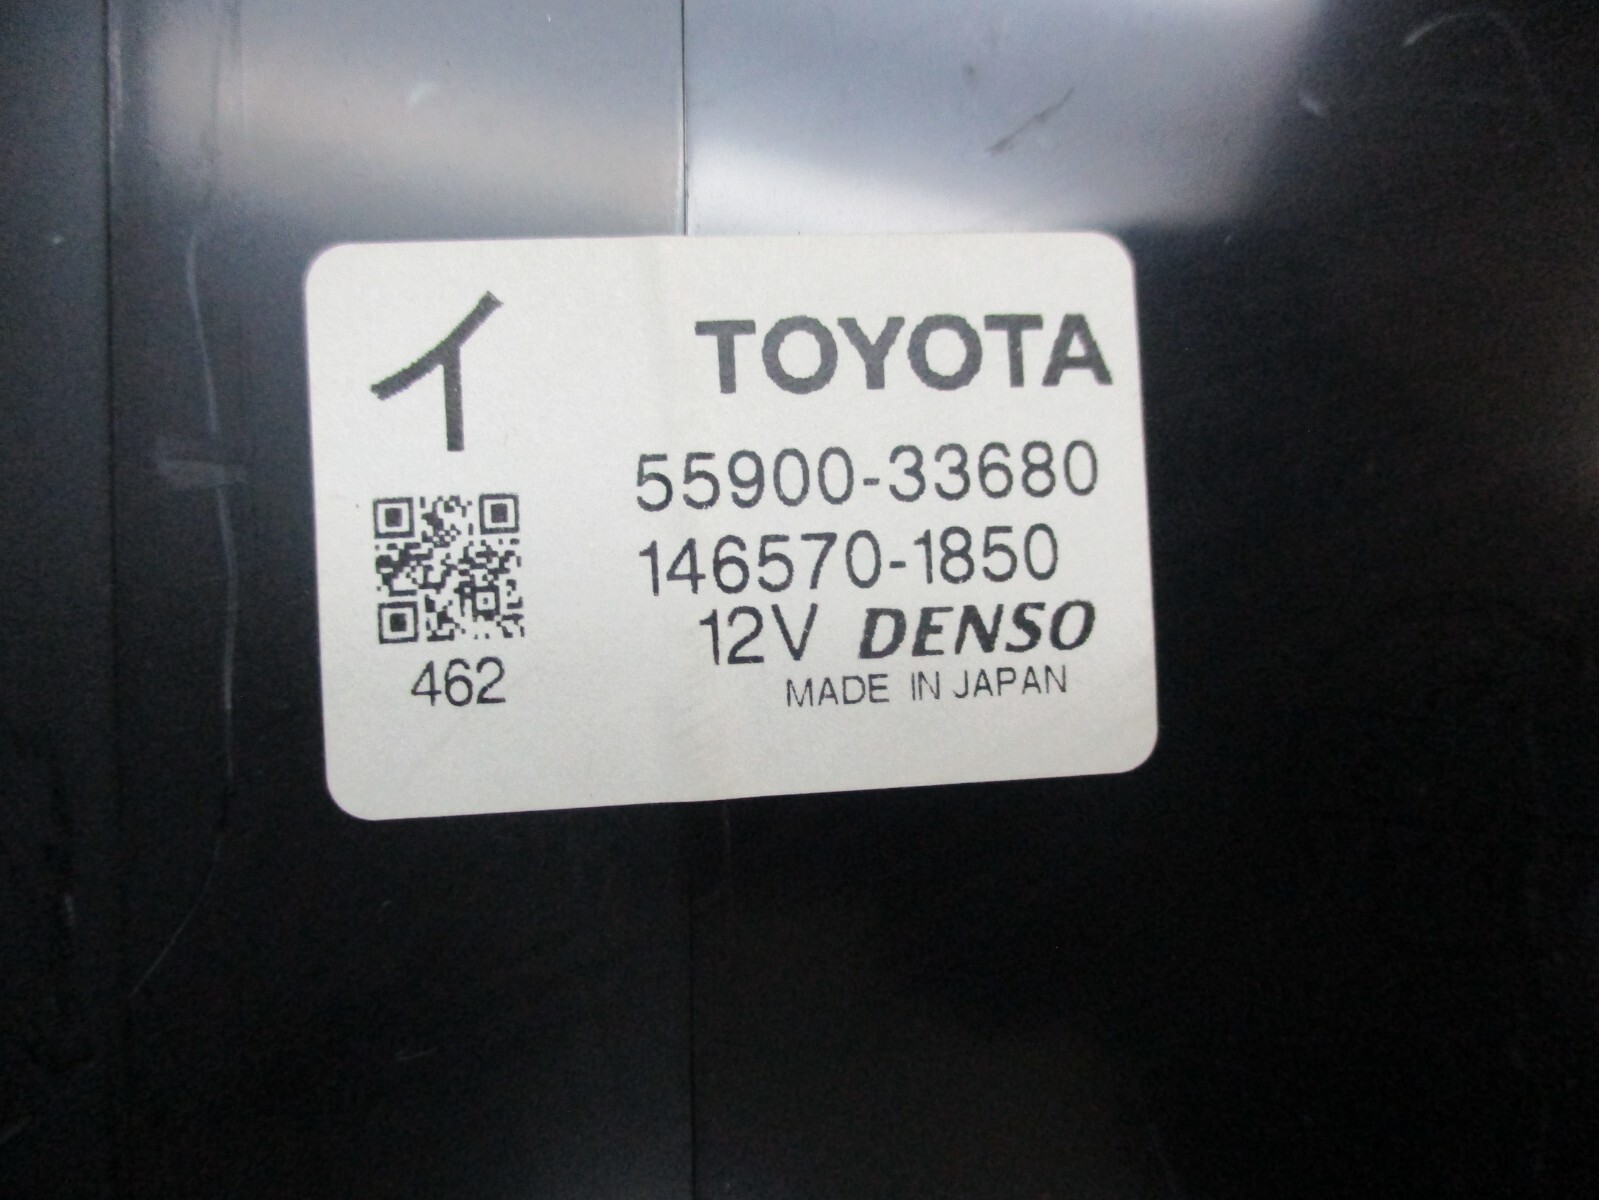 イ
TOYOTA
55900-33680
146570-1850
12V DENSO
MADE IN JAPAN
462